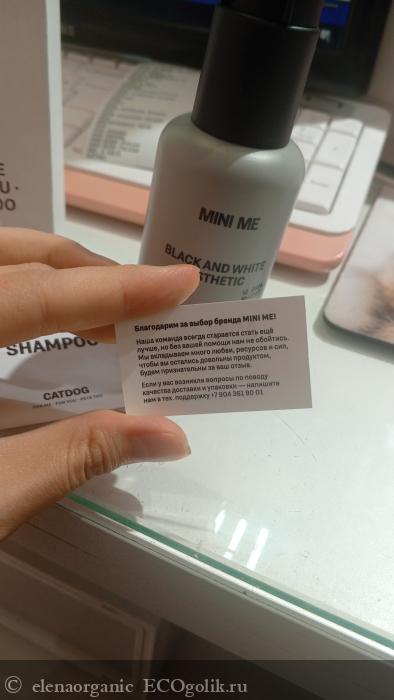 MINI ME
BLACK AND WHITE
STHETIC
SHAMPOO
CATDOG
Благодарим за выбор бренда MINI ME!
Наша команда всегда старается стать ещё
лучше, но без вашей помощи нам не обойтись.
Мы вкладываем много любви, ресурсов и сил,
чтобы вы остались довольны продуктом,
будем признательны за ваш отзыв.
Если у вас возникли вопросы по поводу
качества доставки и упаковки — напишите
нам в тех. поддержку +7 904 361 90 01
© elenaorganic ECOgolik.ru